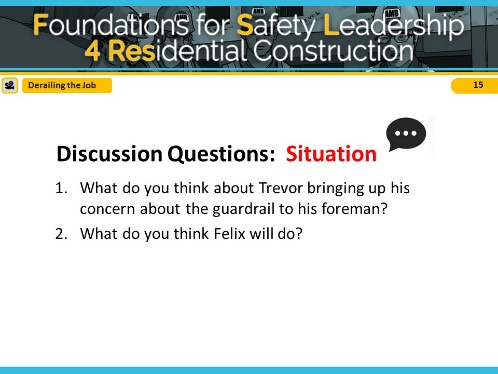 Foundations for Safety Leadership
4 Residential Construction
Derailing the Job
15
Discussion Questions: Situation
1. What do you think about Trevor bringing up his
concern about the guardrail to his foreman?
2. What do you think Felix will do?